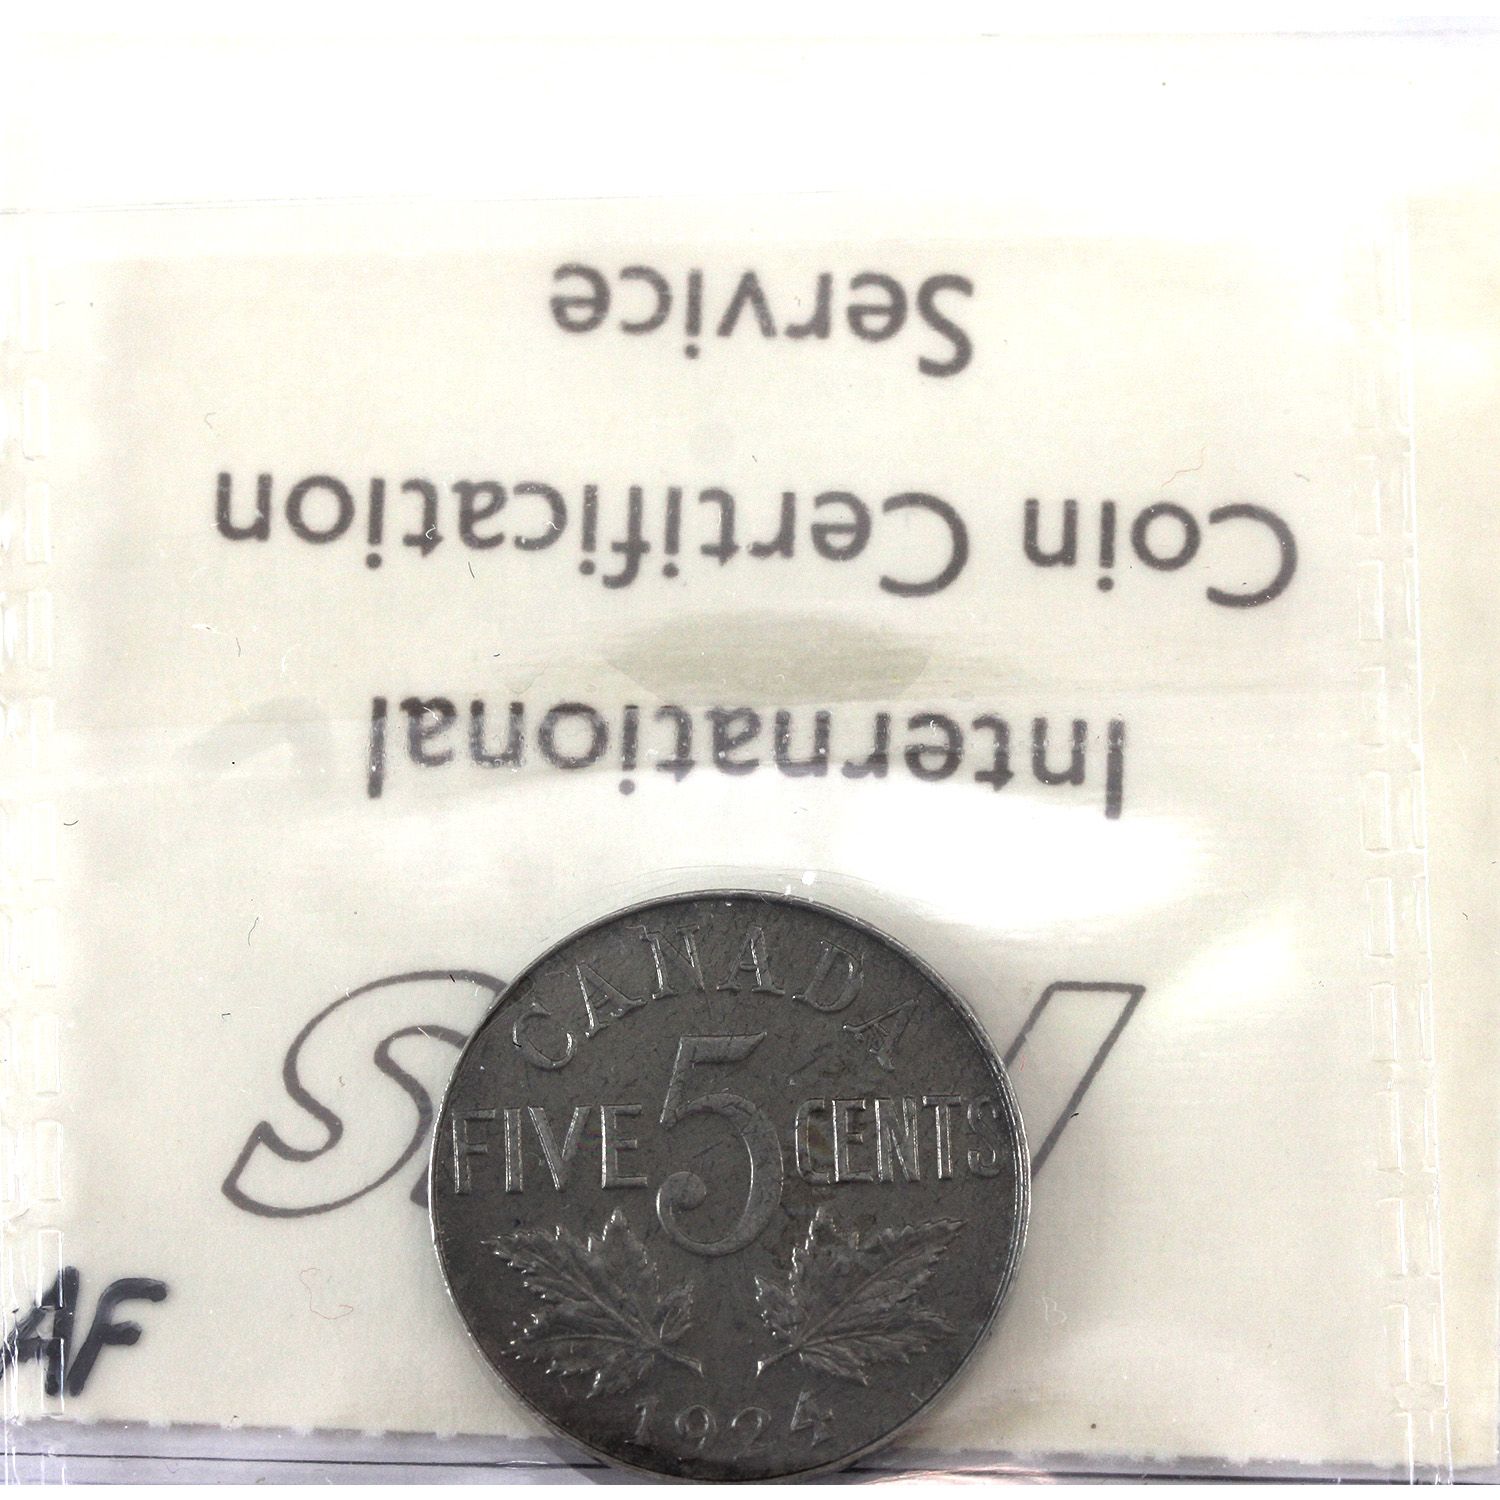 International
Coin Certification
Service
CANADA
FIVE 5 CENTS
1924
AF